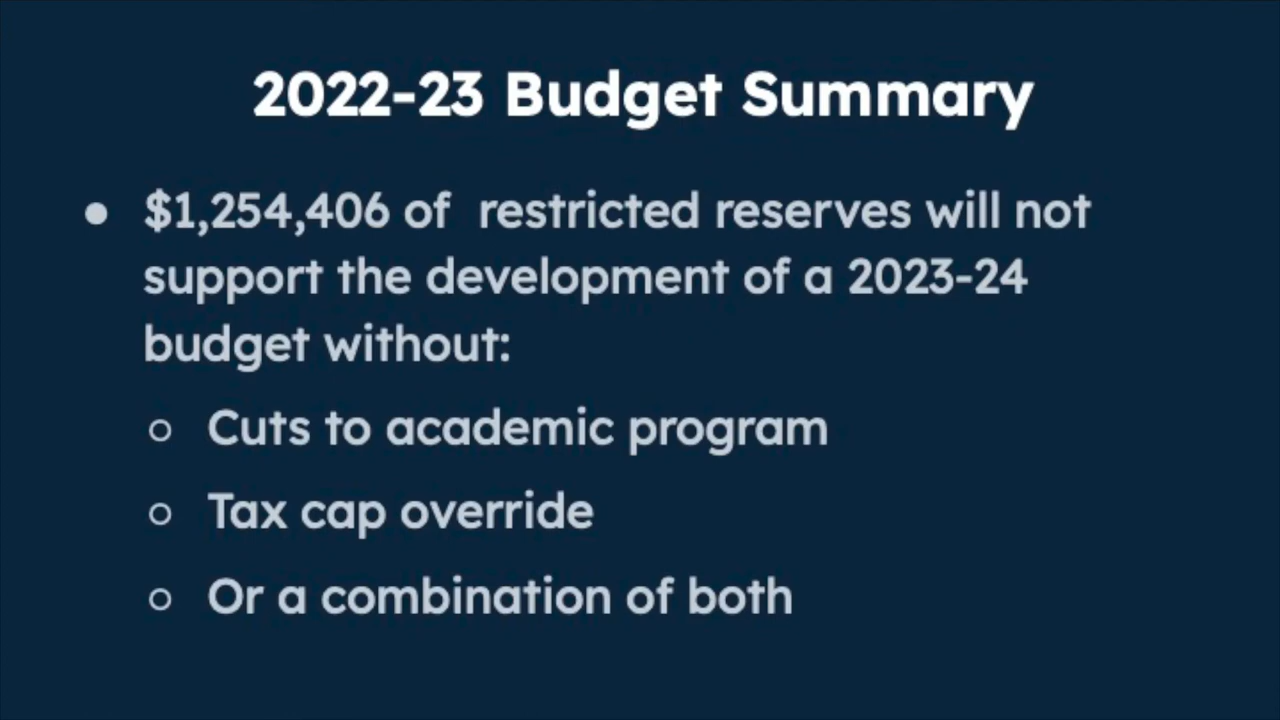 2022-23 Budget Summary
● $1,254,406 of  restricted reserves will not
support the development of a 2023-24
budget without:
○ Cuts to academic program
○ Tax cap override
○ Or a combination of both